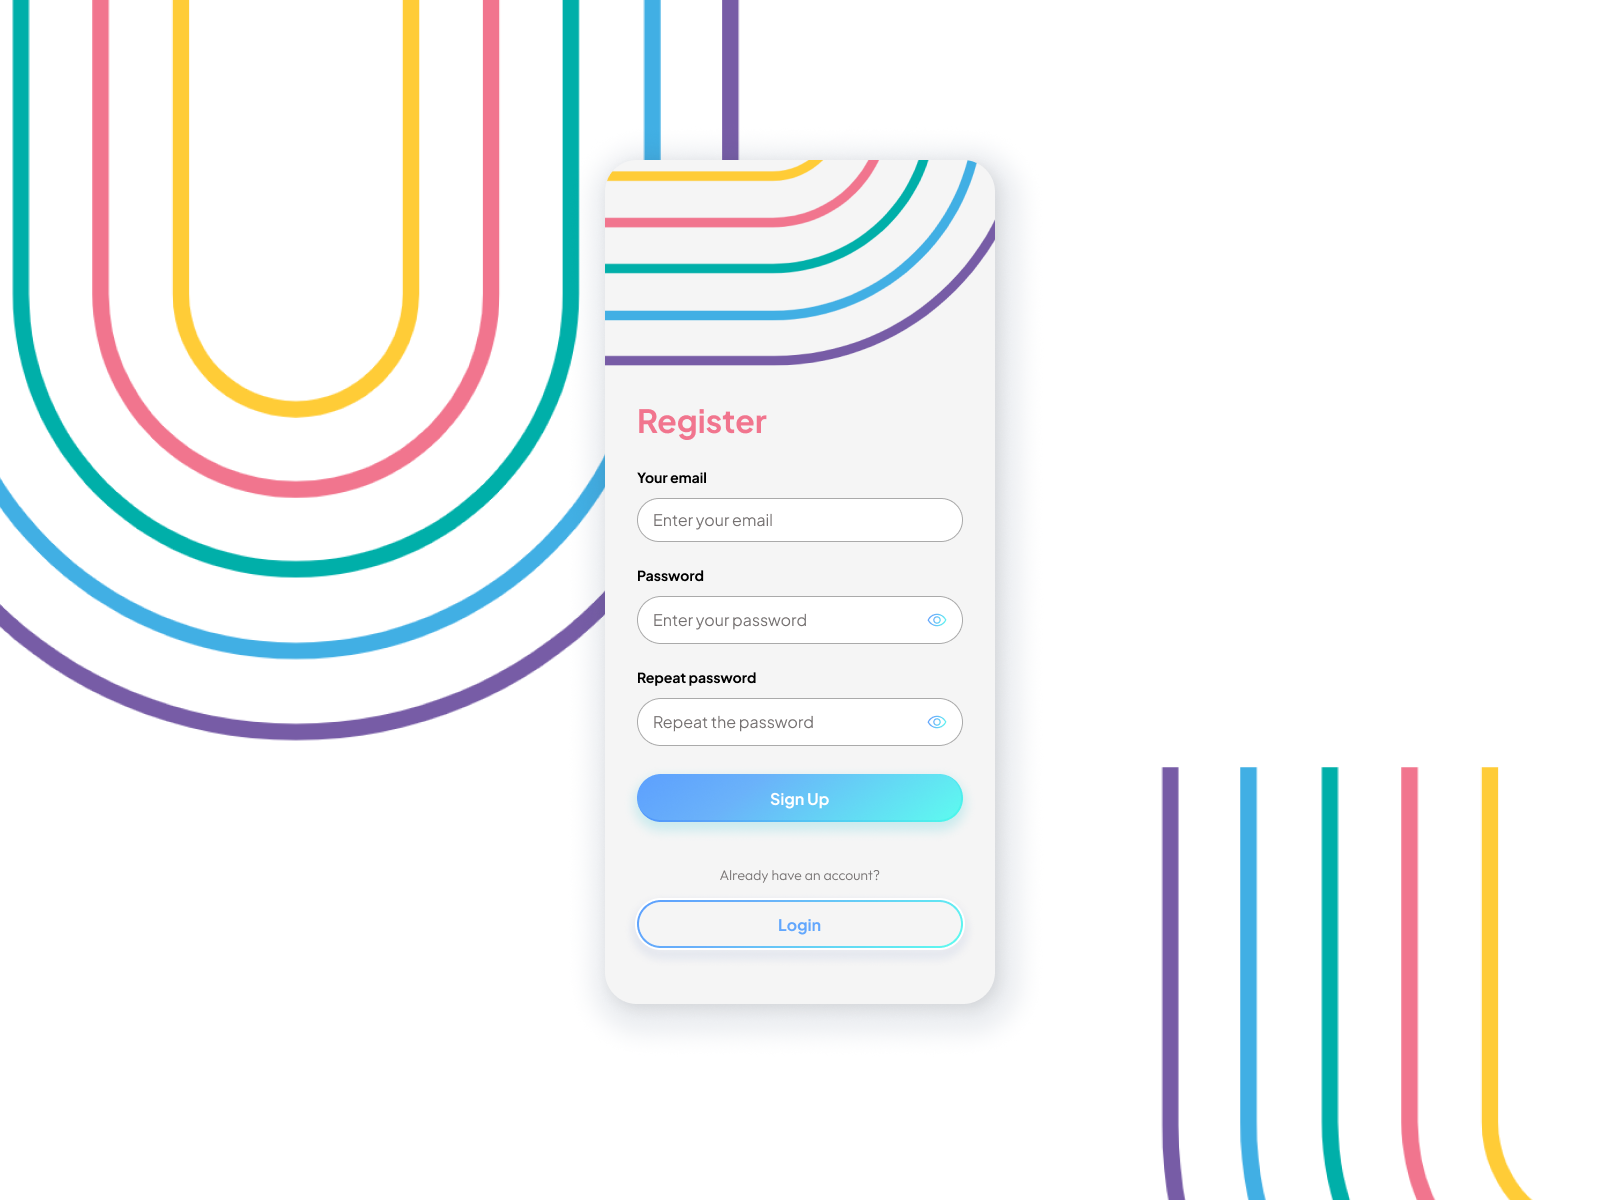 Register
Your email
Enter your email
Password
Enter your password
Repeat password
Repeat the password
Sign Up
Already have an account?
Login